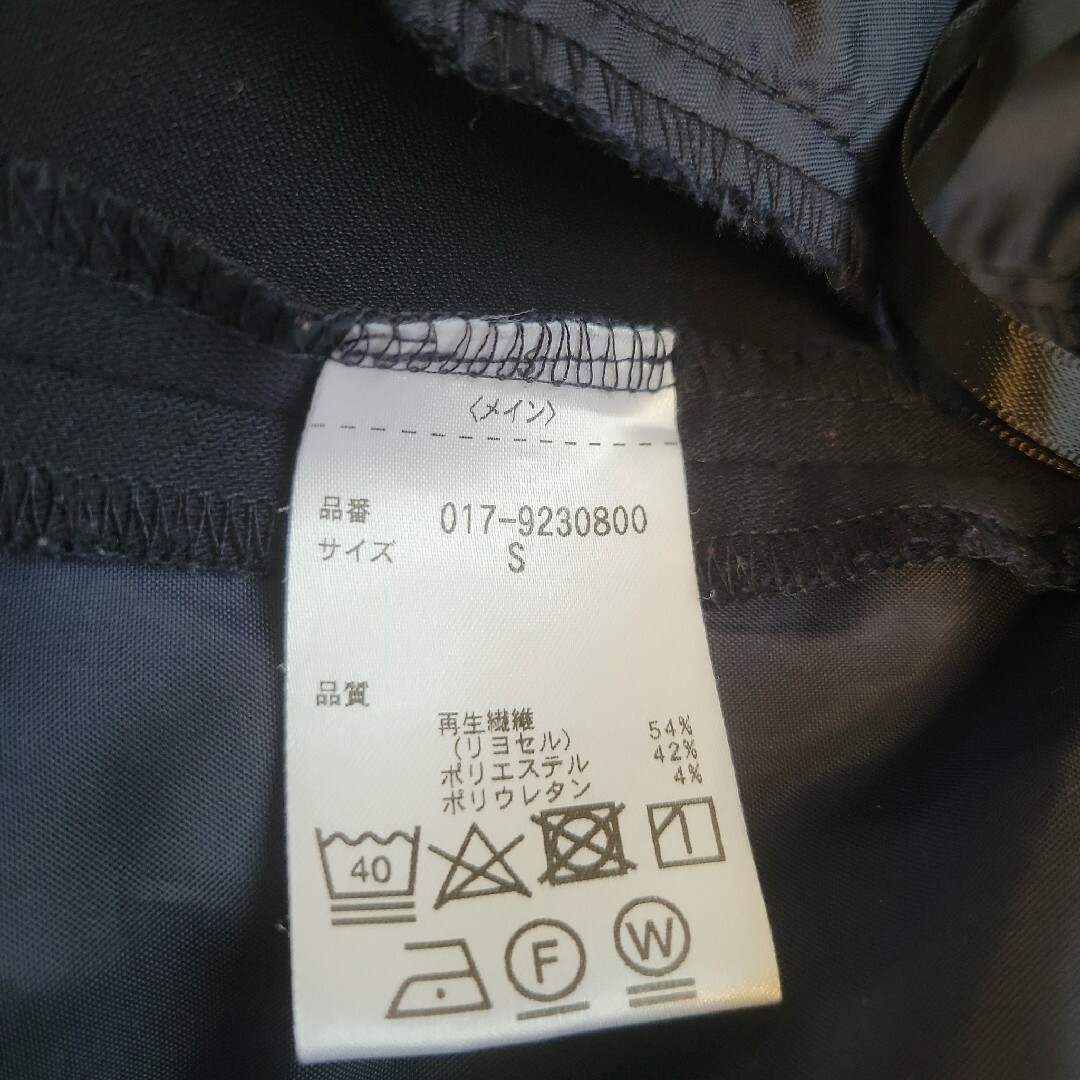 〈メイン〉
品番 017-9230800
サイズ S
品質
再生繊維
(リヨセル) 54%
ポリエステル 42%
ポリウレタン 4%
40
F W